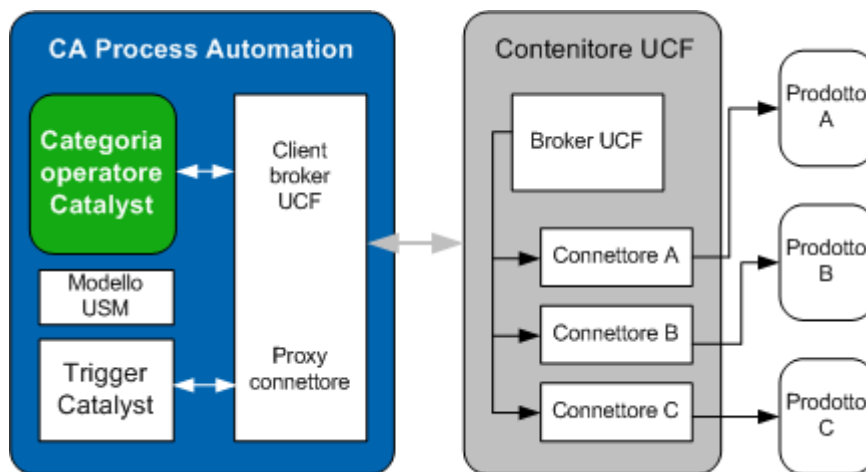 CA Process Automation
Categoria
operatore
Catalyst
Client
broker
UCF
Modello
USM
Trigger
Catalyst
Proxy
connettore
Contenitore UCF
Broker UCF
Connettore A
Connettore B
Connettore C
Prodotto
A
Prodotto
B
Prodotto
C